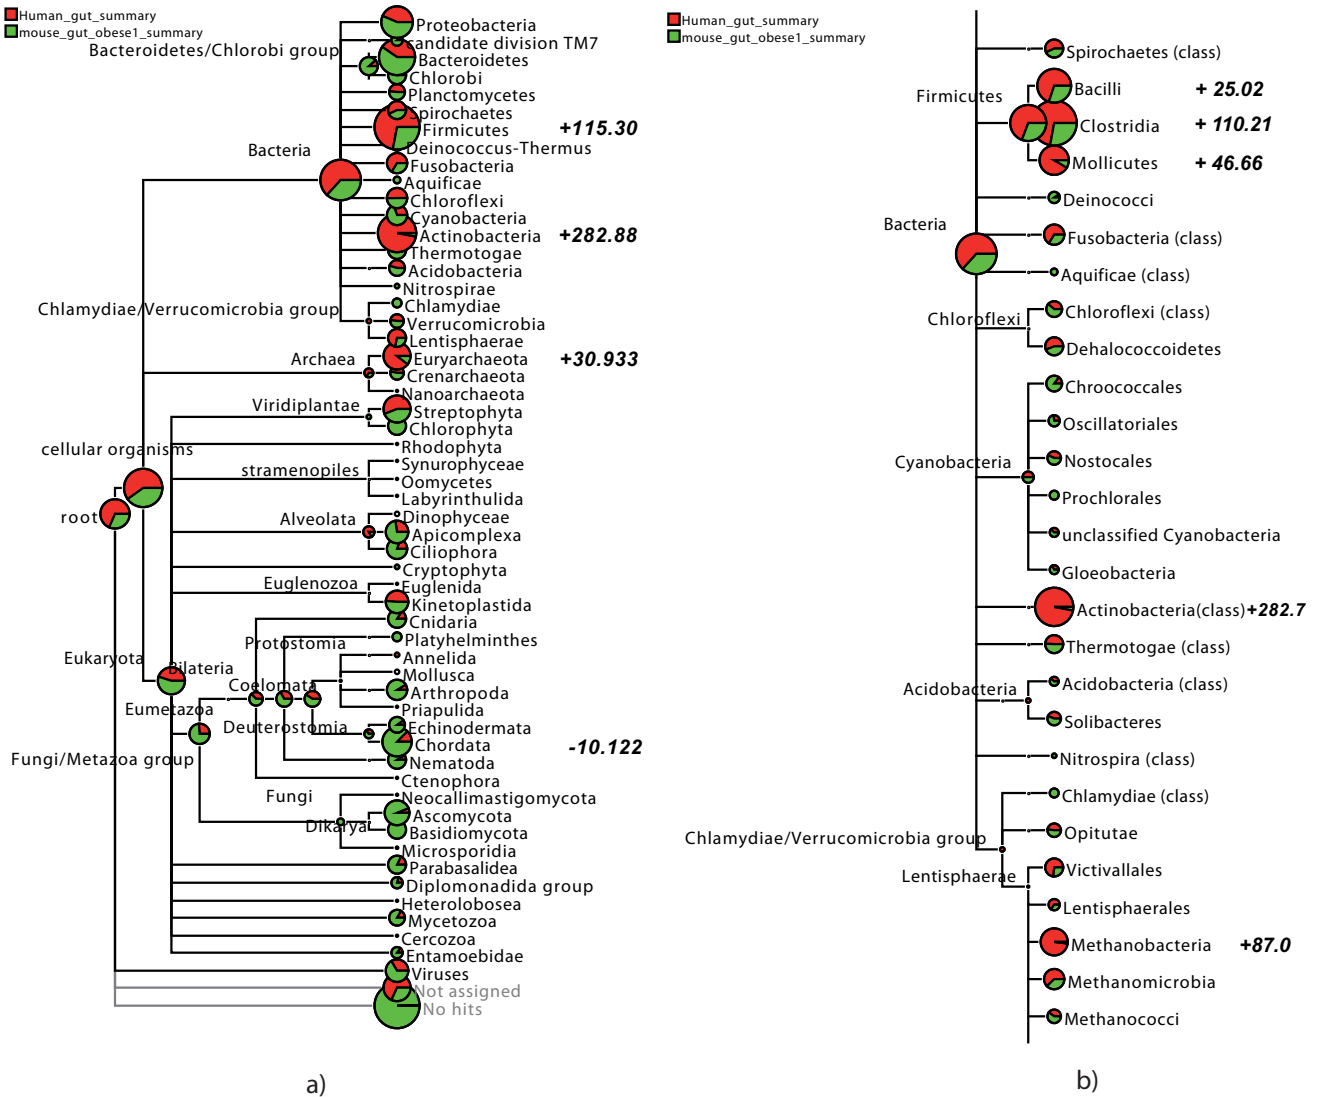 Human_gut_summary
mouse_gut_obese1_summary
Proteobacteria
candidate division TM7
Bacteroidetes/Chlorobi group
Bacteroidetes
Chlorobi
Planctomycetes
Spirochaetes
Firmicutes +115.30
Deinococcus-Thermus
Bacteria
Fusobacteria
Aquificae
Chloroflexi
Cyanobacteria
Actinobacteria +282.88
Thermotogae
Acidobacteria
Nitrospirae
Chlamydiae/Verrucomicrobia group
Chlamydiae
Verrucomicrobia
Lentisphaerae
Archaea
Euryarchaeota +30.933
Crenarchaeota
Nanoarchaeota
Viridiplantae
Streptophyta
Chlorophyta
cellular organisms
Rhodophyta
stramenopiles
Synurophyceae
Oomycetes
Labyrinthulida
root
Alveolata
Dinophyceae
Apicomplexa
Ciliophora
Cryptophyta
Euglenozoa
Euglenida
Kinetoplastida
Cnidaria
Protostomia
Platyhelminthes
Eukaryota
Bilateria
Annelida
Mollusca
Coelomata
Arthropoda
Eumetazoa
Priapulida
Deuterostomia
Echinodermata
Chordata -10.122
Fungi/Metazoa group
Nematoda
Ctenophora
Fungi
Neocallimastigomycota
Ascomycota
Dikarya
Basidiomycota
Microsporidia
Parabasalidea
Diplomonadida group
Heterolobosea
Mycetozoa
Cercozoa
Entamoebidae
Viruses
Not assigned
No hits
a)
Human_gut_summary
mouse_gut_obese1_summary
Spirochaetes (class)
Firmicutes
Bacilli + 25.02
Clostridia + 110.21
Mollicutes + 46.66
Deinococci
Bacteria
Fusobacteria (class)
Aquificae (class)
Chloroflexi
Chloroflexi (class)
Dehalococcoidetes
Chroococcales
Oscillatoriales
Cyanobacteria
Nostocales
Prochlorales
unclassified Cyanobacteria
Gloeobacteria
Actinobacteria(class)+282.7
Thermotogae (class)
Acidobacteria
Acidobacteria (class)
Solibacteres
Nitrospira (class)
Chlamydiae (class)
Chlamydiae/Verrucomicrobia group
Opitutae
Lentisphaerae
Victivallales
Lentisphaerales
Methanobacteria +87.0
Methanomicrobia
Methanococci
b)